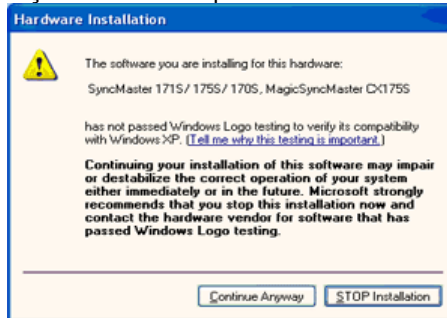 Hardware Installation
The software you are installing for this hardware:
SyncMaster 171S/ 175S/ 170S, MagicSyncMaster CX175S
has not passed Windows Logo testing to verify its compatibility
with Windows XP. (Tell me why this testing is important.)
Continuing your installation of this software may impair
or destabilize the correct operation of your system
either immediately or in the future. Microsoft strongly
recommends that you stop this installation now and
contact the hardware vendor for software that has
passed Windows Logo testing.
Continue Anyway STOP Installation